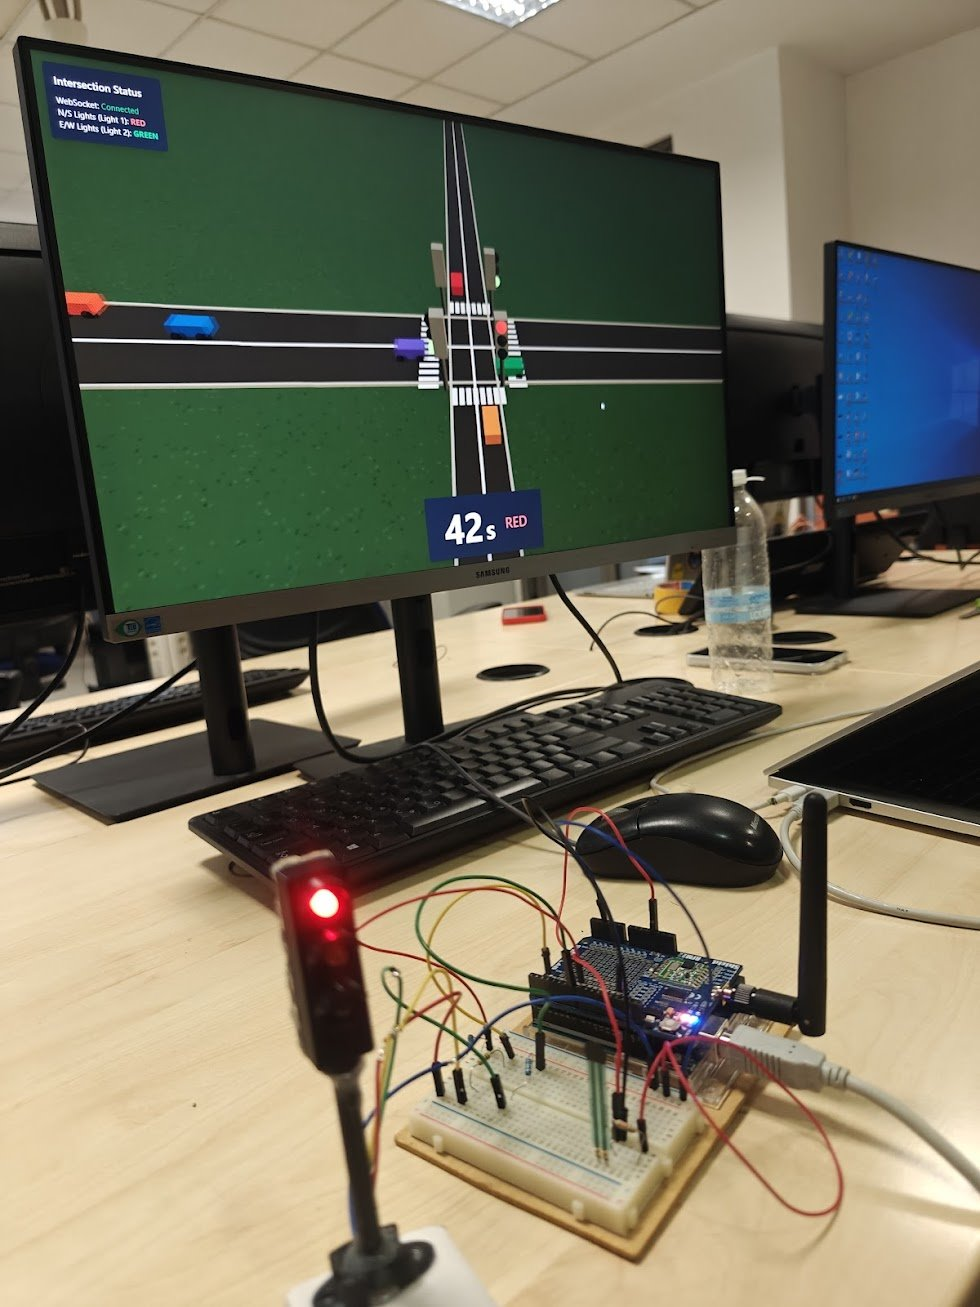 Intersection Status
WebSocket: Connected
N/S Lights (Light 1): RED
E/W Lights (Light 2): GREEN
42s RED
SAMSUNG